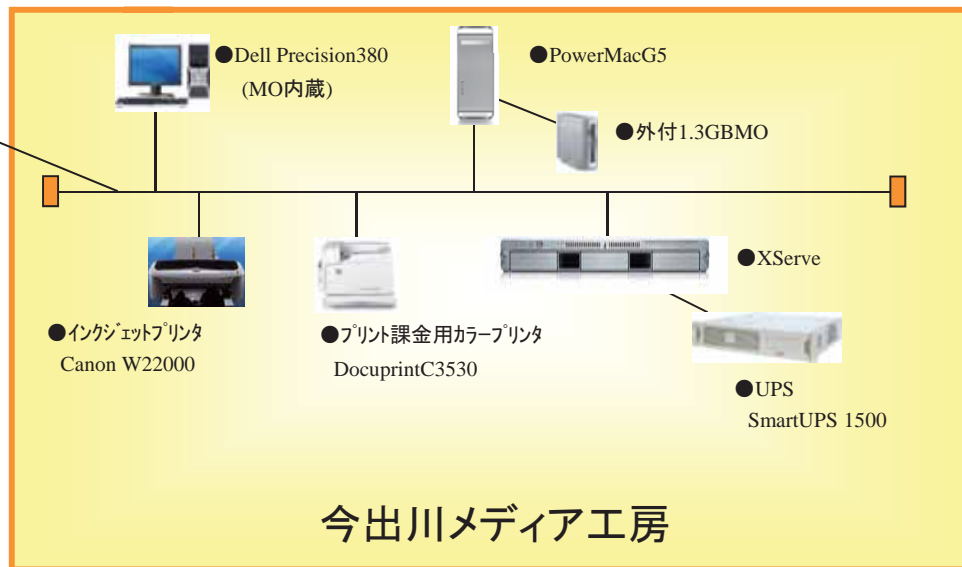 ●Dell Precision380
(MO内蔵)
●PowerMacG5
●外付1.3GBMO
●XServe
●インクジェットプリンタ
Canon W22000
●プリント課金用カラープリンタ
DocuprintC3530
●UPS
SmartUPS 1500
今出川メディア工房